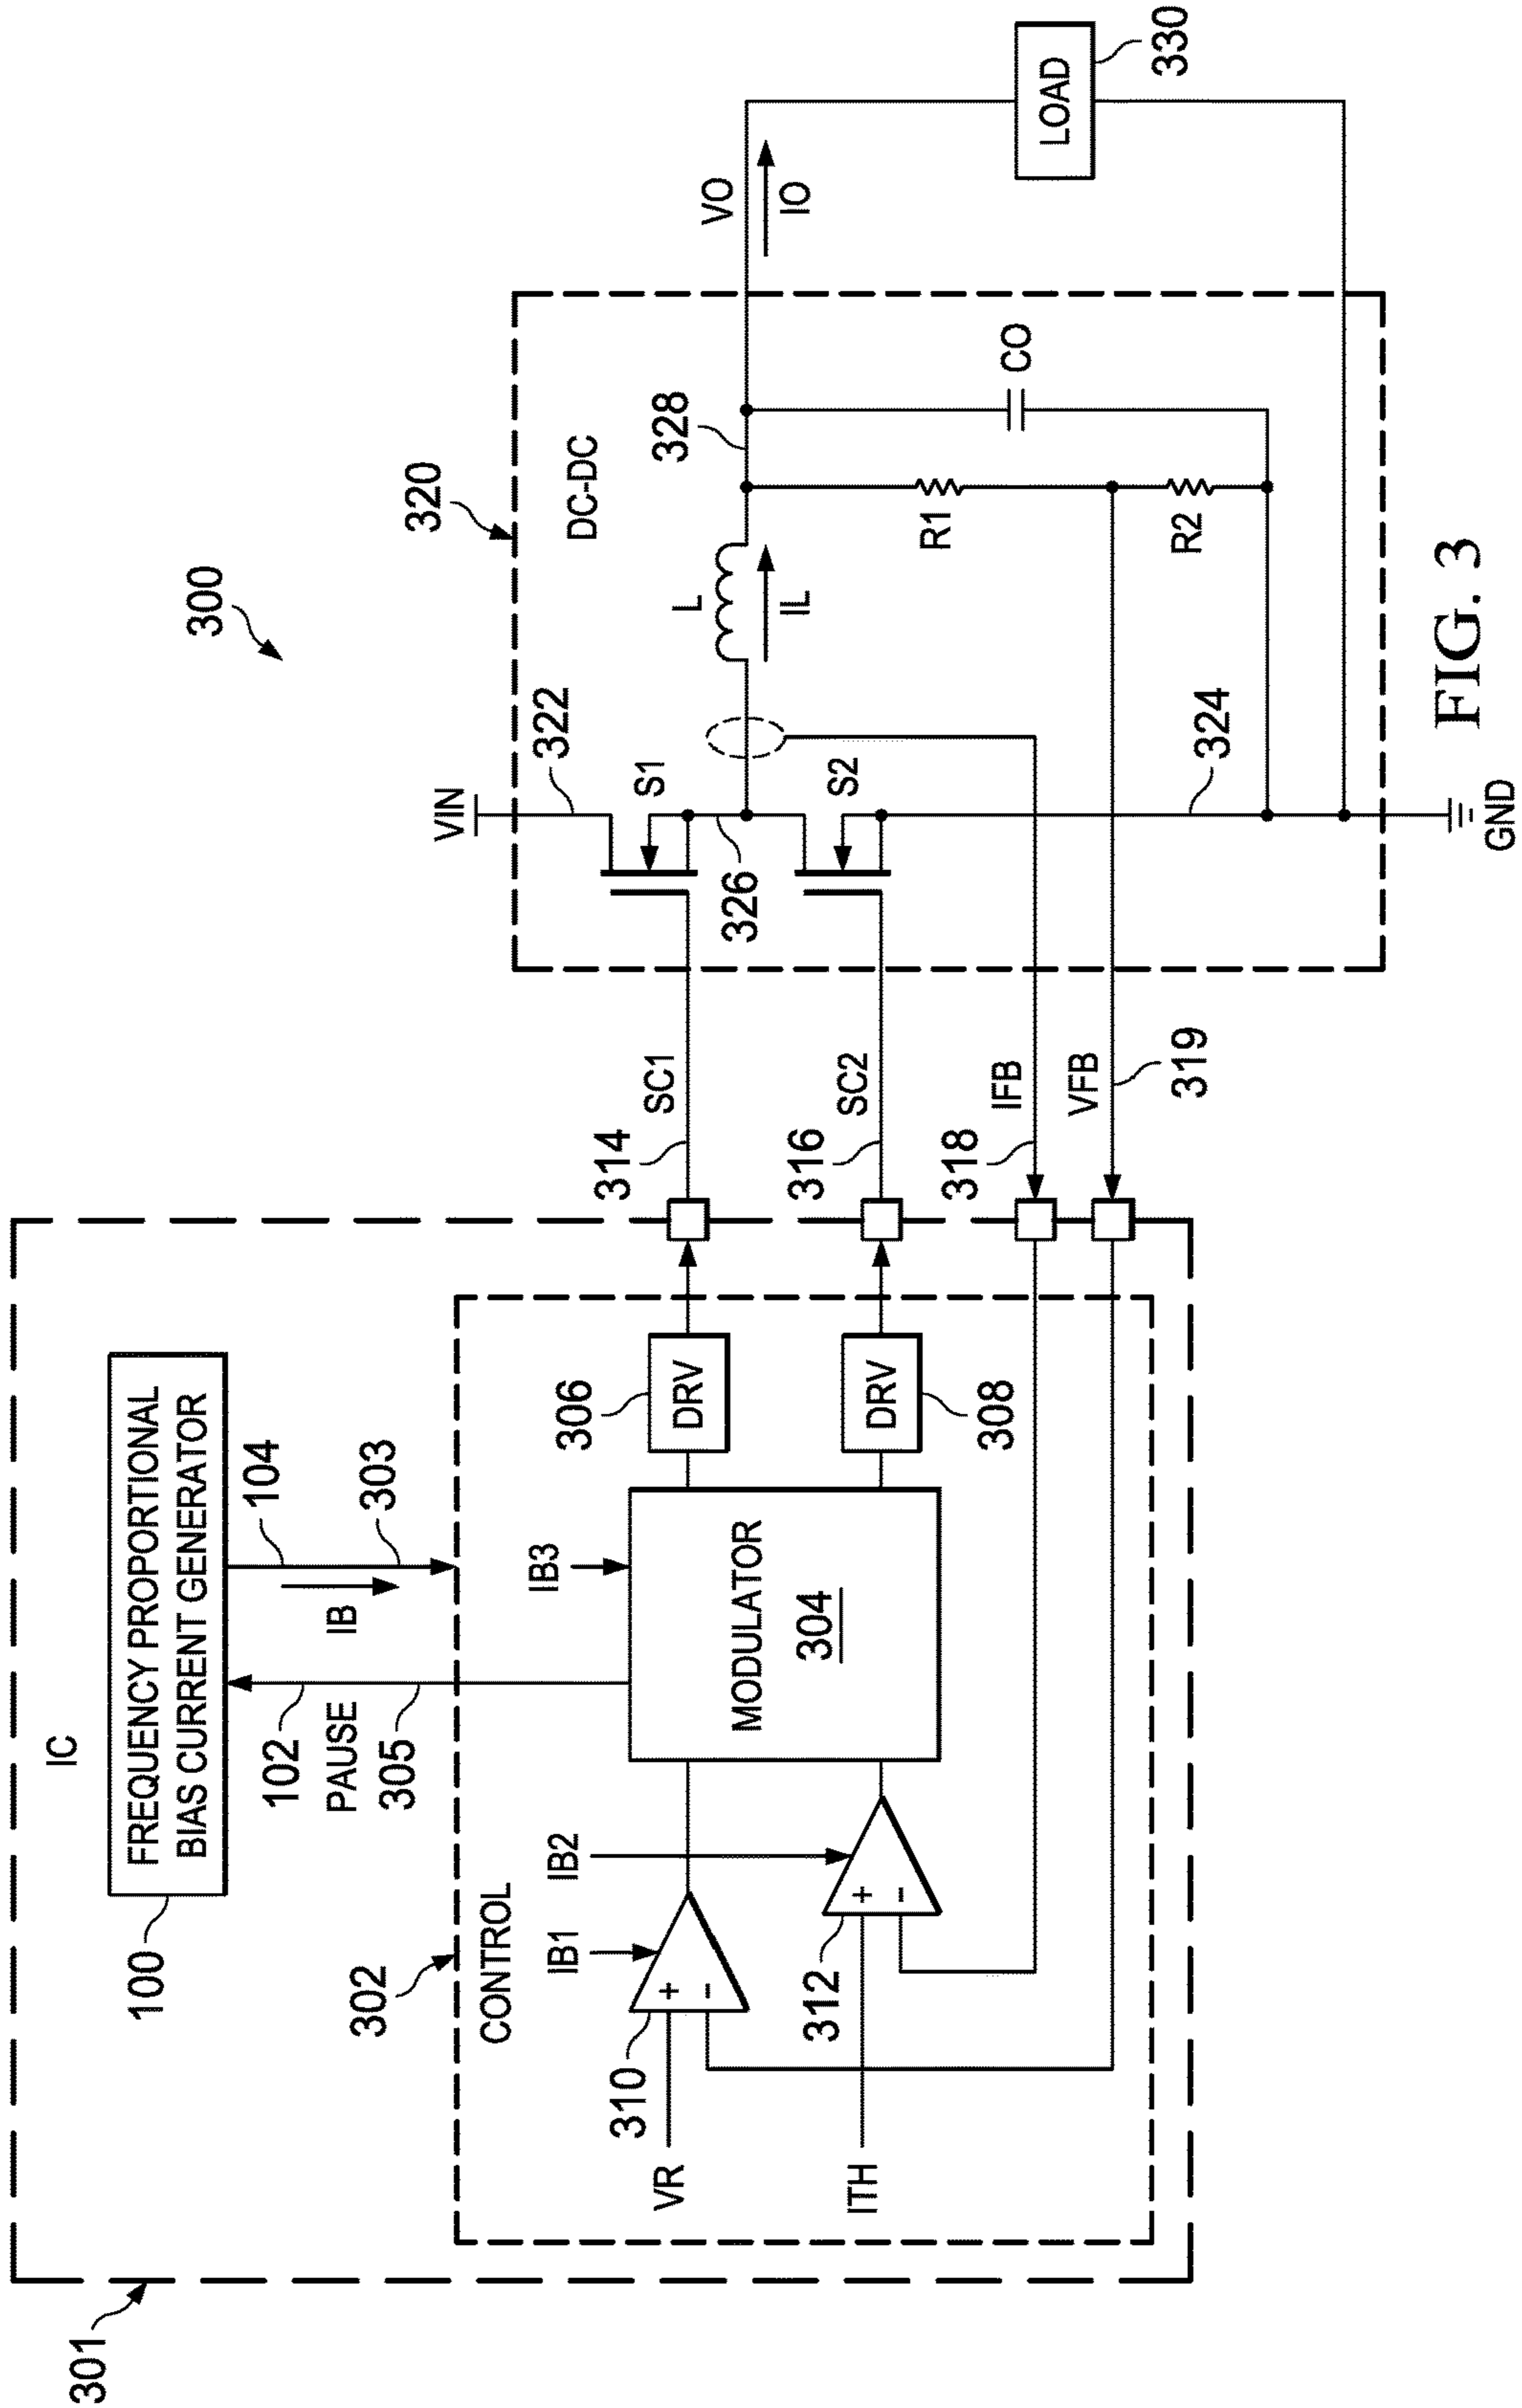 300
301
IC
100
FREQUENCY PROPORTIONAL
BIAS CURRENT GENERATOR
102
PAUSE
305
IB
104
303
302
CONTROL
IB1
IB2
IB3
310
VR
+
-
312
ITH
+
-
MODULATOR
304
306
DRV
DRV
308
314
SC1
316
SC2
318
IFB
VFB
319
320
DC-DC
VIN
322
S1
326
S2
L
IL
328
R1
R2
CO
324
GND
VO
IO
LOAD
330
FIG. 3